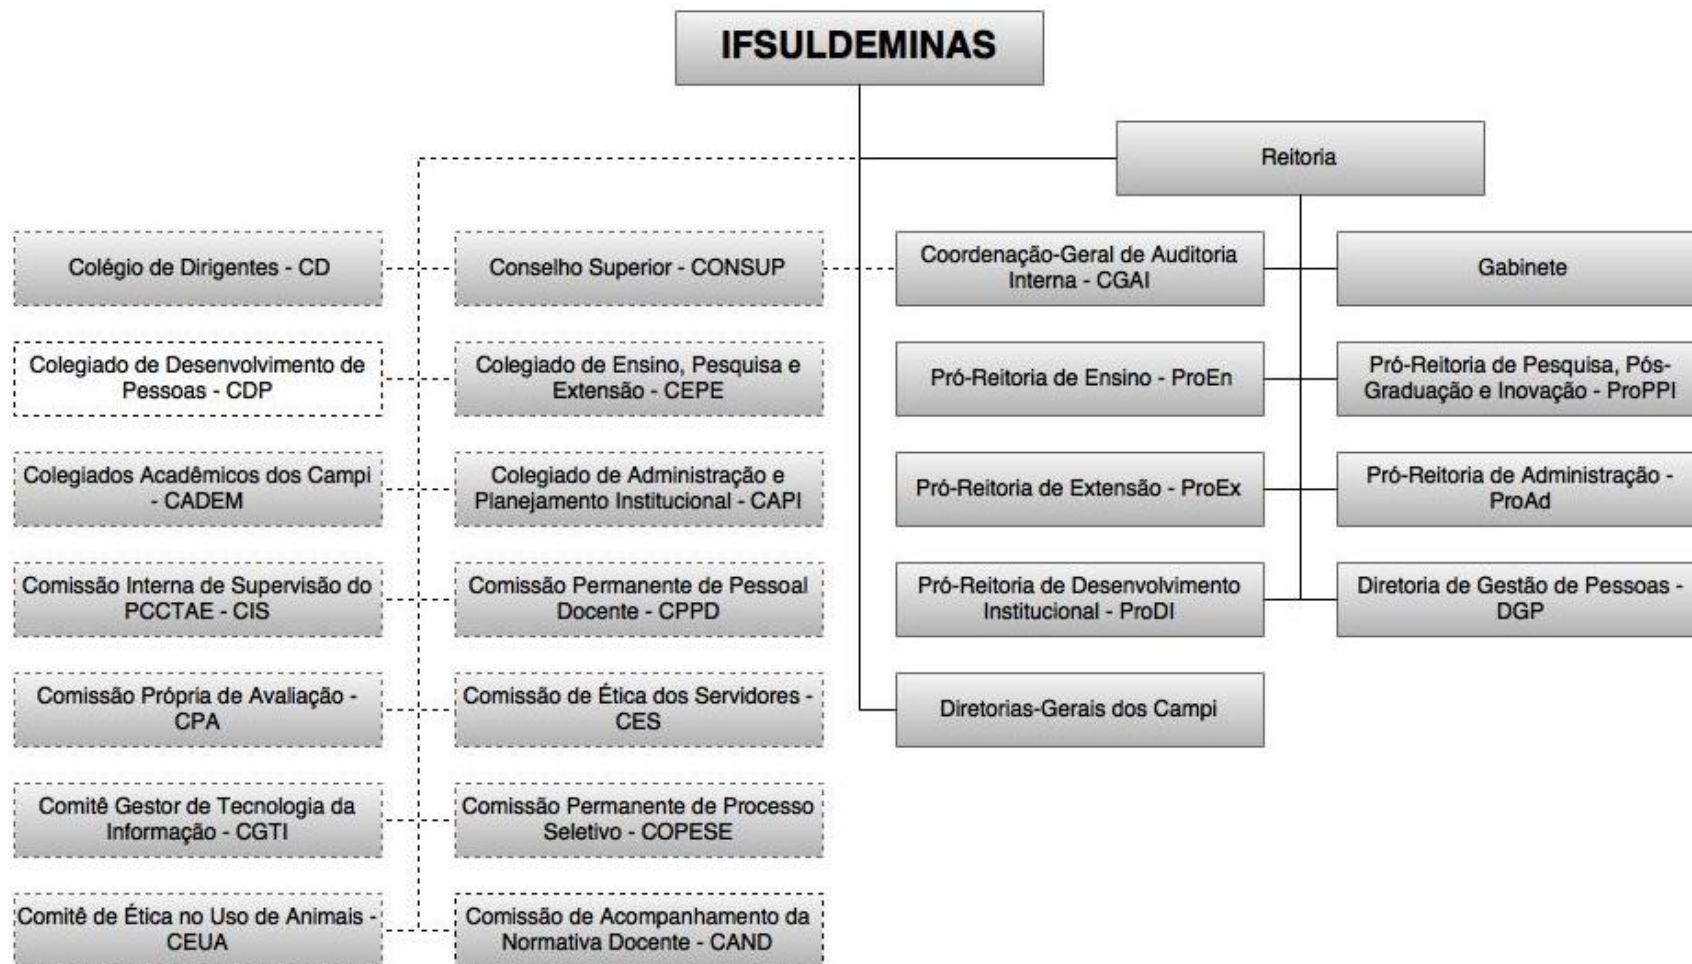 IFSULDEMINAS
Reitoria
Colégio de Dirigentes - CD
Conselho Superior - CONSUP
Coordenação-Geral de Auditoria
Interna - CGAI
Gabinete
Colegiado de Desenvolvimento de
Pessoas - CDP
Colegiado de Ensino, Pesquisa e
Extensão - CEPE
Pró-Reitoria de Ensino - ProEn
Pró-Reitoria de Pesquisa, Pós-
Graduação e Inovação - ProPPI
Colegiados Acadêmicos dos Campi
- CADEM
Colegiado de Administração e
Planejamento Institucional - CAPI
Pró-Reitoria de Extensão - ProEx
Pró-Reitoria de Administração -
ProAd
Comissão Interna de Supervisão do
PCCTAE - CIS
Comissão Permanente de Pessoal
Docente - CPPD
Pró-Reitoria de Desenvolvimento
Institucional - ProDI
Diretoria de Gestão de Pessoas -
DGP
Comissão Própria de Avaliação -
CPA
Comissão de Ética dos Servidores -
CES
Diretorias-Gerais dos Campi
Comitê Gestor de Tecnologia da
Informação - CGTI
Comissão Permanente de Processo
Seletivo - COPESE
Comitê de Ética no Uso de Animais -
CEUA
Comissão de Acompanhamento da
Normativa Docente - CAND